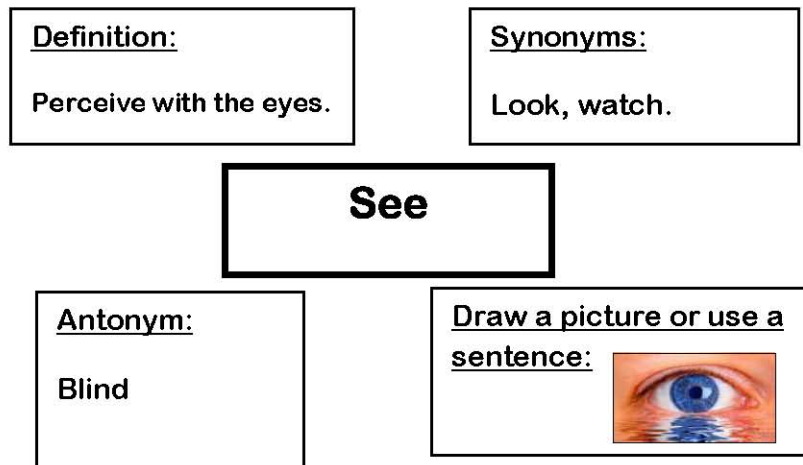 Definition:
Perceive with the eyes.
Synonyms:
Look, watch.
See
Antonym:
Blind
Draw a picture or use a
sentence: